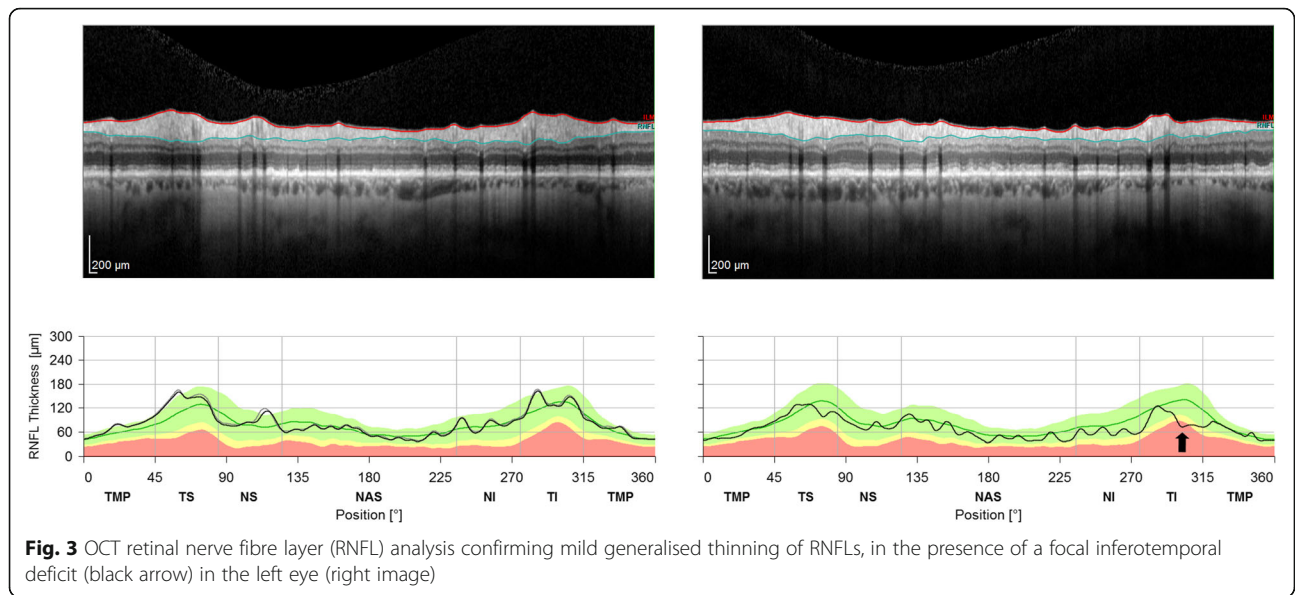 ILM
RNFL
200 µm
ILM
RNFL
200 µm
RNFL Thickness [µm]
300
240
180
120
60
0
0 45 90 135 180 225 270 315 360
TMP TS NS NAS NI TI TMP
Position [°]
0 45 90 135 180 225 270 315 360
TMP TS NS NAS NI TI TMP
Position [°]
Fig. 3 OCT retinal nerve fibre layer (RNFL) analysis confirming mild generalised thinning of RNFLs, in the presence of a focal inferotemporal
deficit (black arrow) in the left eye (right image)